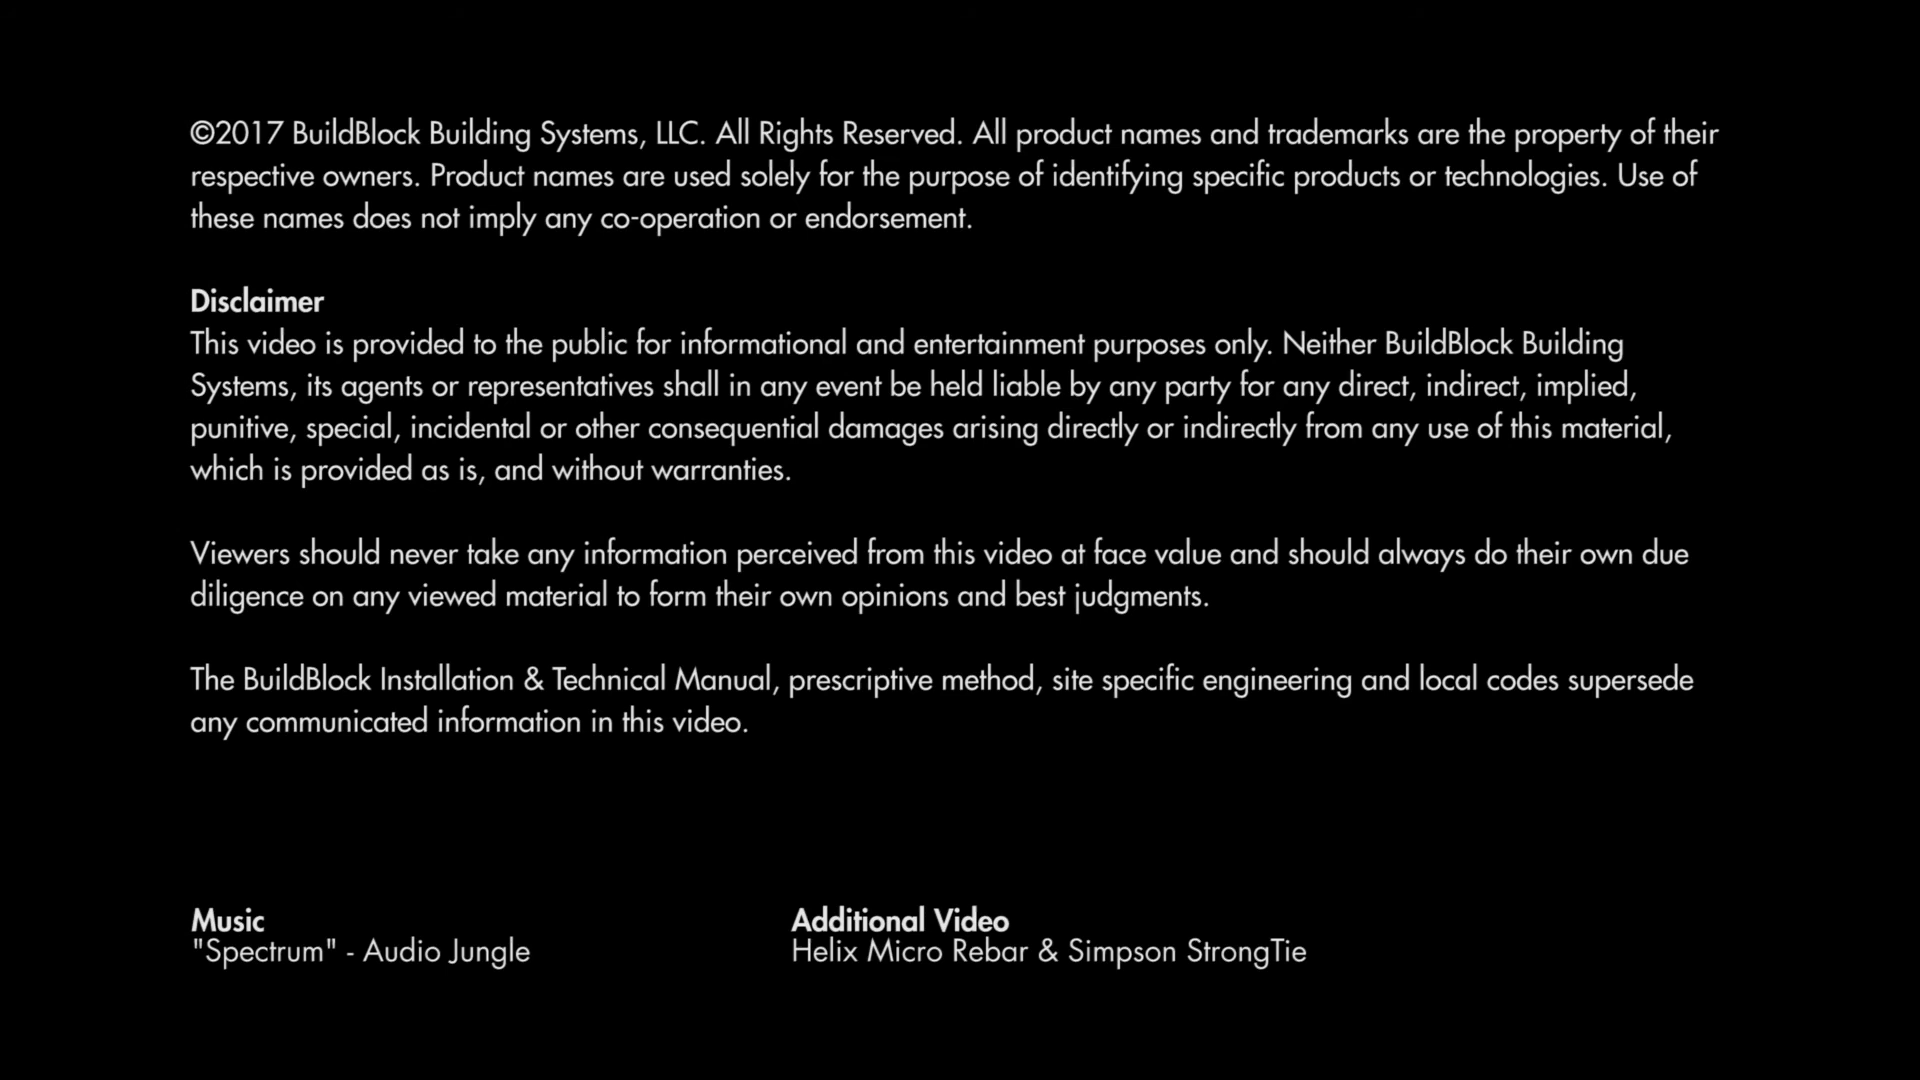 ©2017 BuildBlock Building Systems, LLC. All Rights Reserved. All product names and trademarks are the property of their
respective owners. Product names are used solely for the purpose of identifying specific products or technologies. Use of
these names does not imply any co-operation or endorsement.
Disclaimer
This video is provided to the public for informational and entertainment purposes only. Neither BuildBlock Building
Systems, its agents or representatives shall in any event be held liable by any party for any direct, indirect, implied,
punitive, special, incidental or other consequential damages arising directly or indirectly from any use of this material,
which is provided as is, and without warranties.
Viewers should never take any information perceived from this video at face value and should always do their own due
diligence on any viewed material to form their own opinions and best judgments.
The BuildBlock Installation & Technical Manual, prescriptive method, site specific engineering and local codes supersede
any communicated information in this video.
Music
"Spectrum" - Audio Jungle
Additional Video
Helix Micro Rebar & Simpson StrongTie